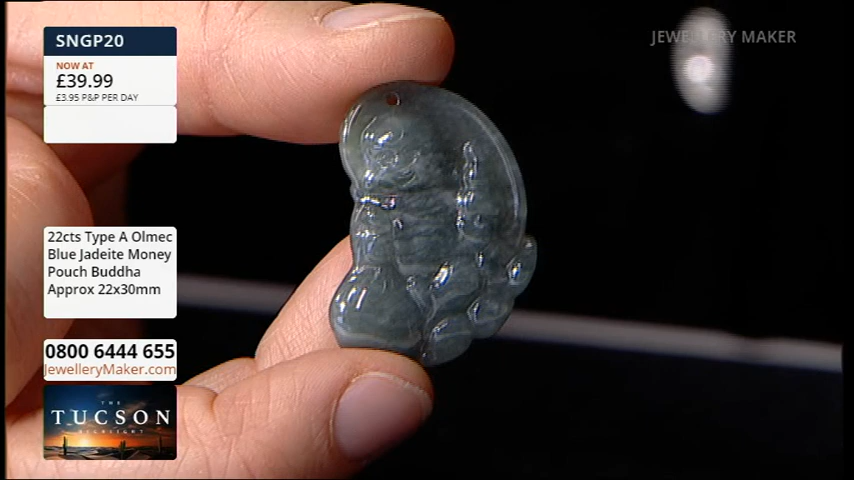 SNGP20
NOW AT
£39.99
£3.95 P&P PER DAY
22cts Type A Olmec
Blue Jadeite Money
Pouch Buddha
Approx 22x30mm
0800 6444 655
JewelleryMaker.com
THE
TUCSON
HIGHLIGHT
JEWELLERY MAKER